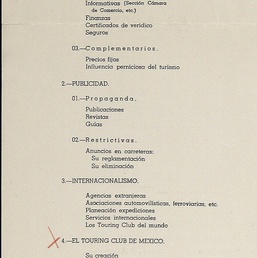 Informativas (Sección Cámara
de Comercio, etc.)
Finanzas
Certificados de verídico
Seguros
03.—Complementarios.
Precios fijos
Influencia perniciosa del turismo
2.—PUBLICIDAD.
01.—Propaganda.
Publicaciones
Revistas
Guías
02.—Restrictivas.
Anuncios en carreteras:
Su reglamentación
Su eliminación
3.—INTERNACIONALISMO.
Agencias extranjeras
Asociaciones automovilísticas, ferroviarias, etc.
Planeación expediciones
Servicios internacionales
Los Touring Club del mundo
4.—EL TOURING CLUB DE MEXICO.
Su creación